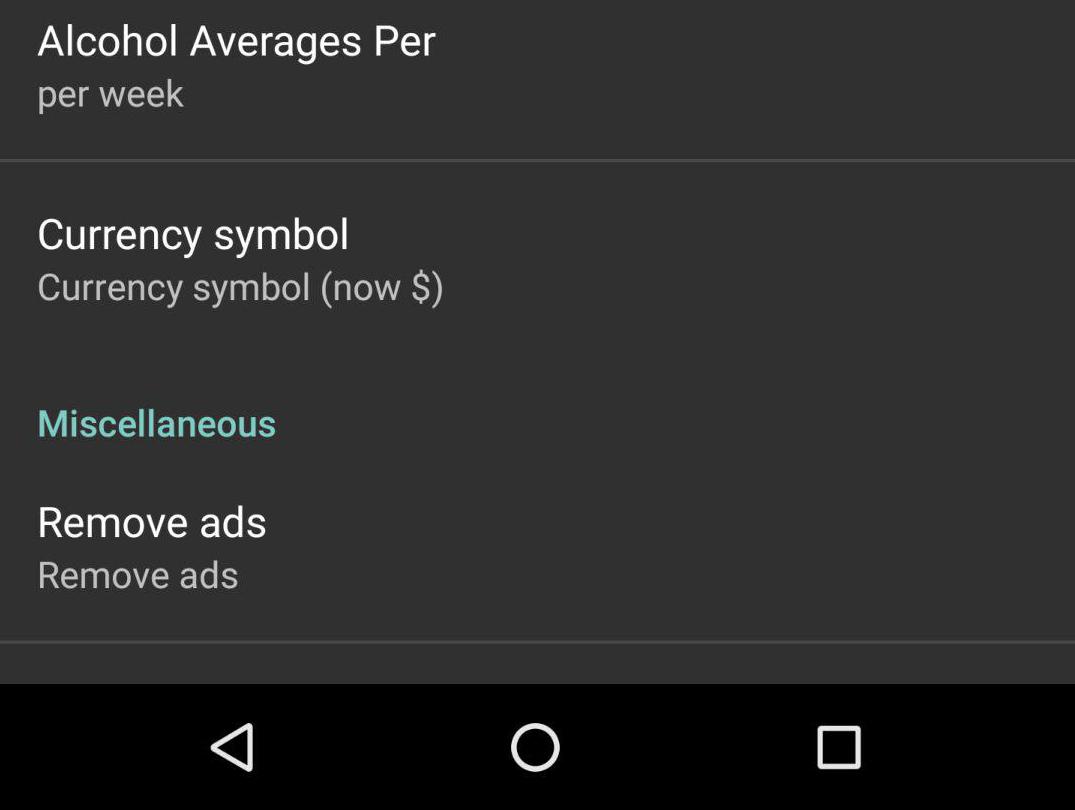 Alcohol Averages Per
per week
Currency symbol
Currency symbol (now $)
Miscellaneous
Remove ads
Remove ads